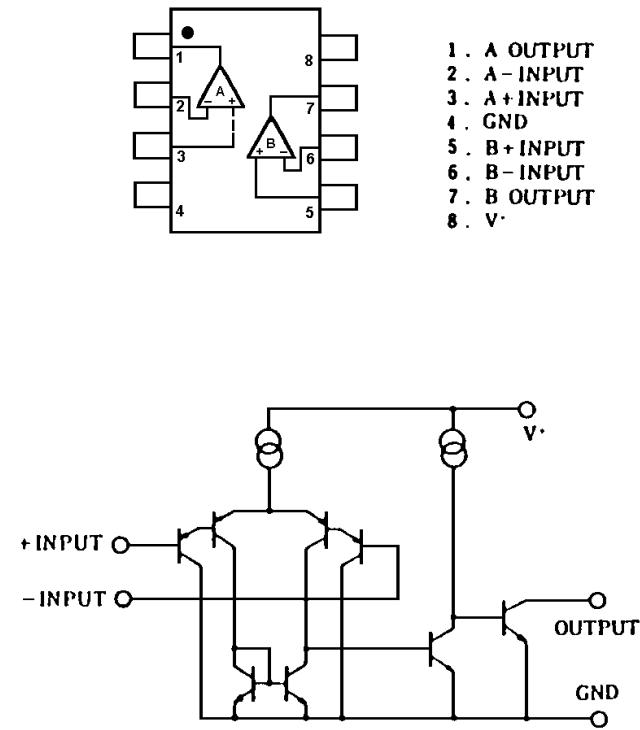 1
2
3
4
8
7
6
5
A
- +
B
+ -
1. A OUTPUT
2. A-INPUT
3. A+INPUT
4. GND
5. B+INPUT
6. B-INPUT
7. B OUTPUT
8. V+
V+
+INPUT
-INPUT
OUTPUT
GND